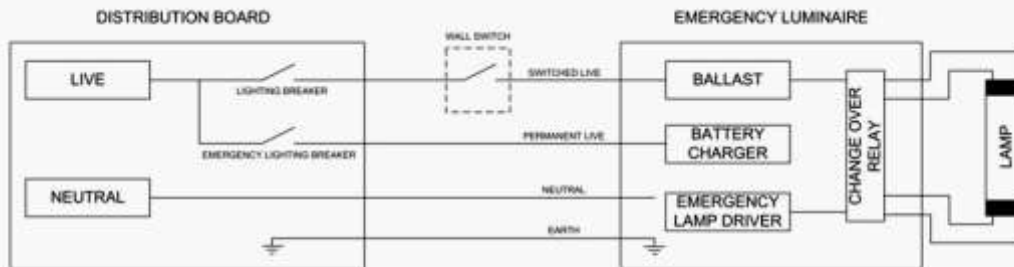 DISTRIBUTION BOARD
EMERGENCY LUMINAIRE
WALL SWITCH
LIVE
LIGHTING BREAKER
SWITCHED LIVE
BALLAST
EMERGENCY LIGHTING BREAKER
PERMANENT LIVE
BATTERY
CHARGER
CHANGE OVER
RELAY
LAMP
NEUTRAL
NEUTRAL
EMERGENCY
LAMP DRIVER
EARTH